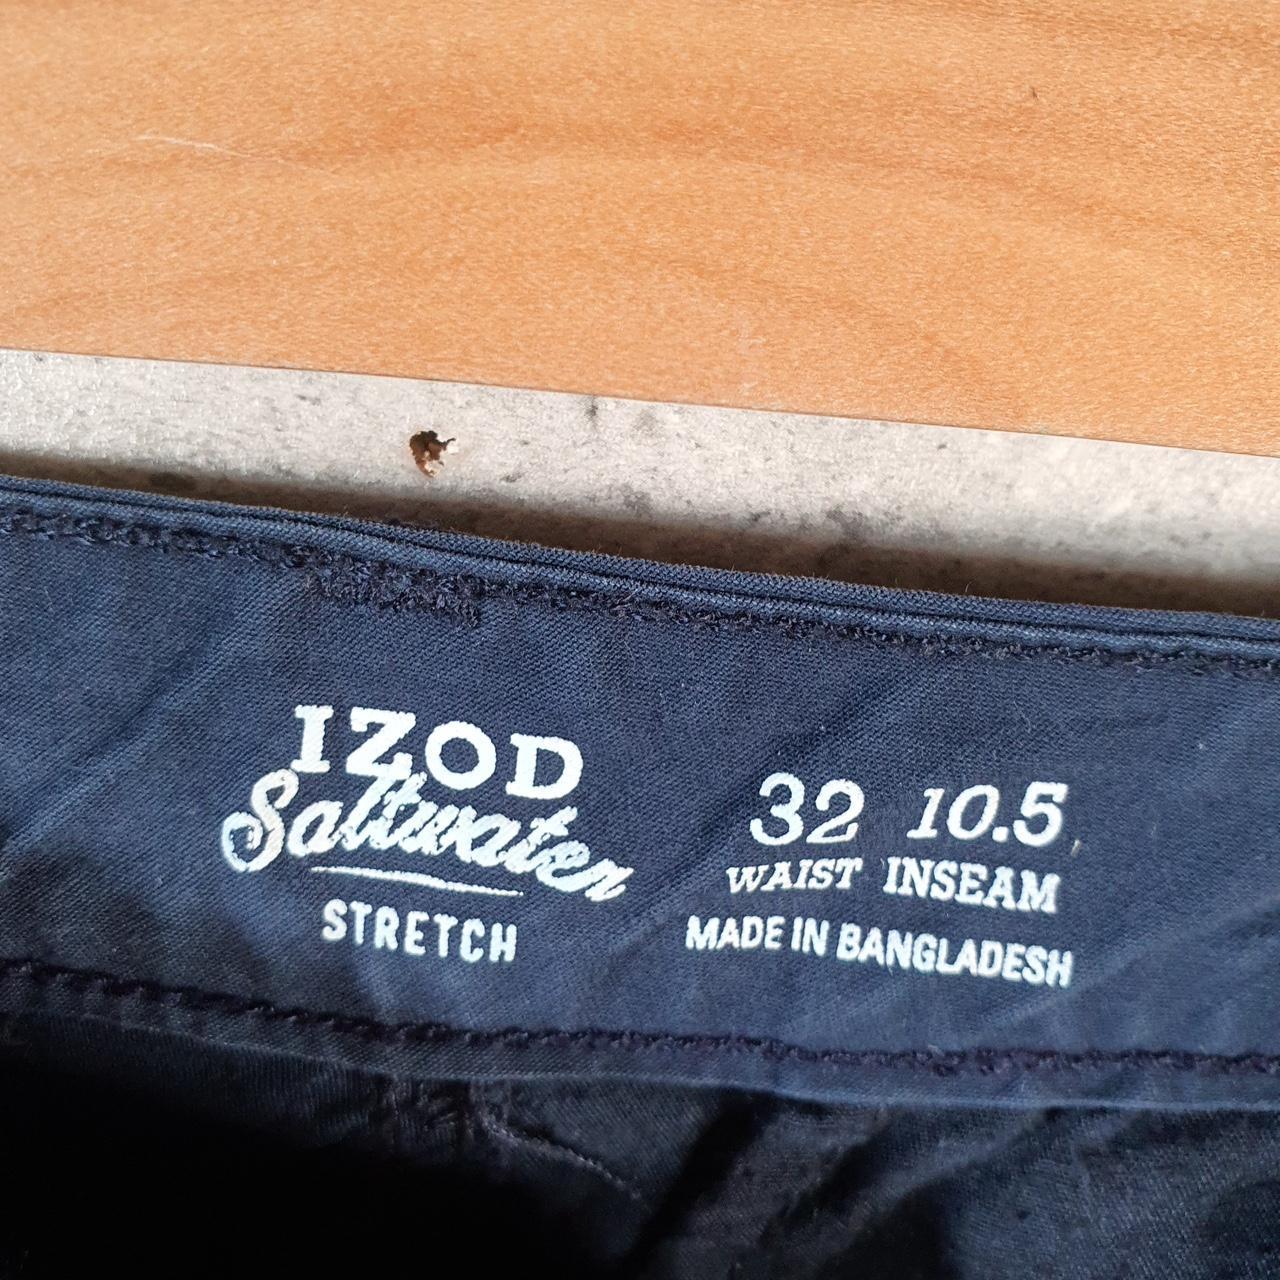 IZOD
Saltwater
STRETCH
32 10.5
WAIST INSEAM
MADE IN BANGLADESH